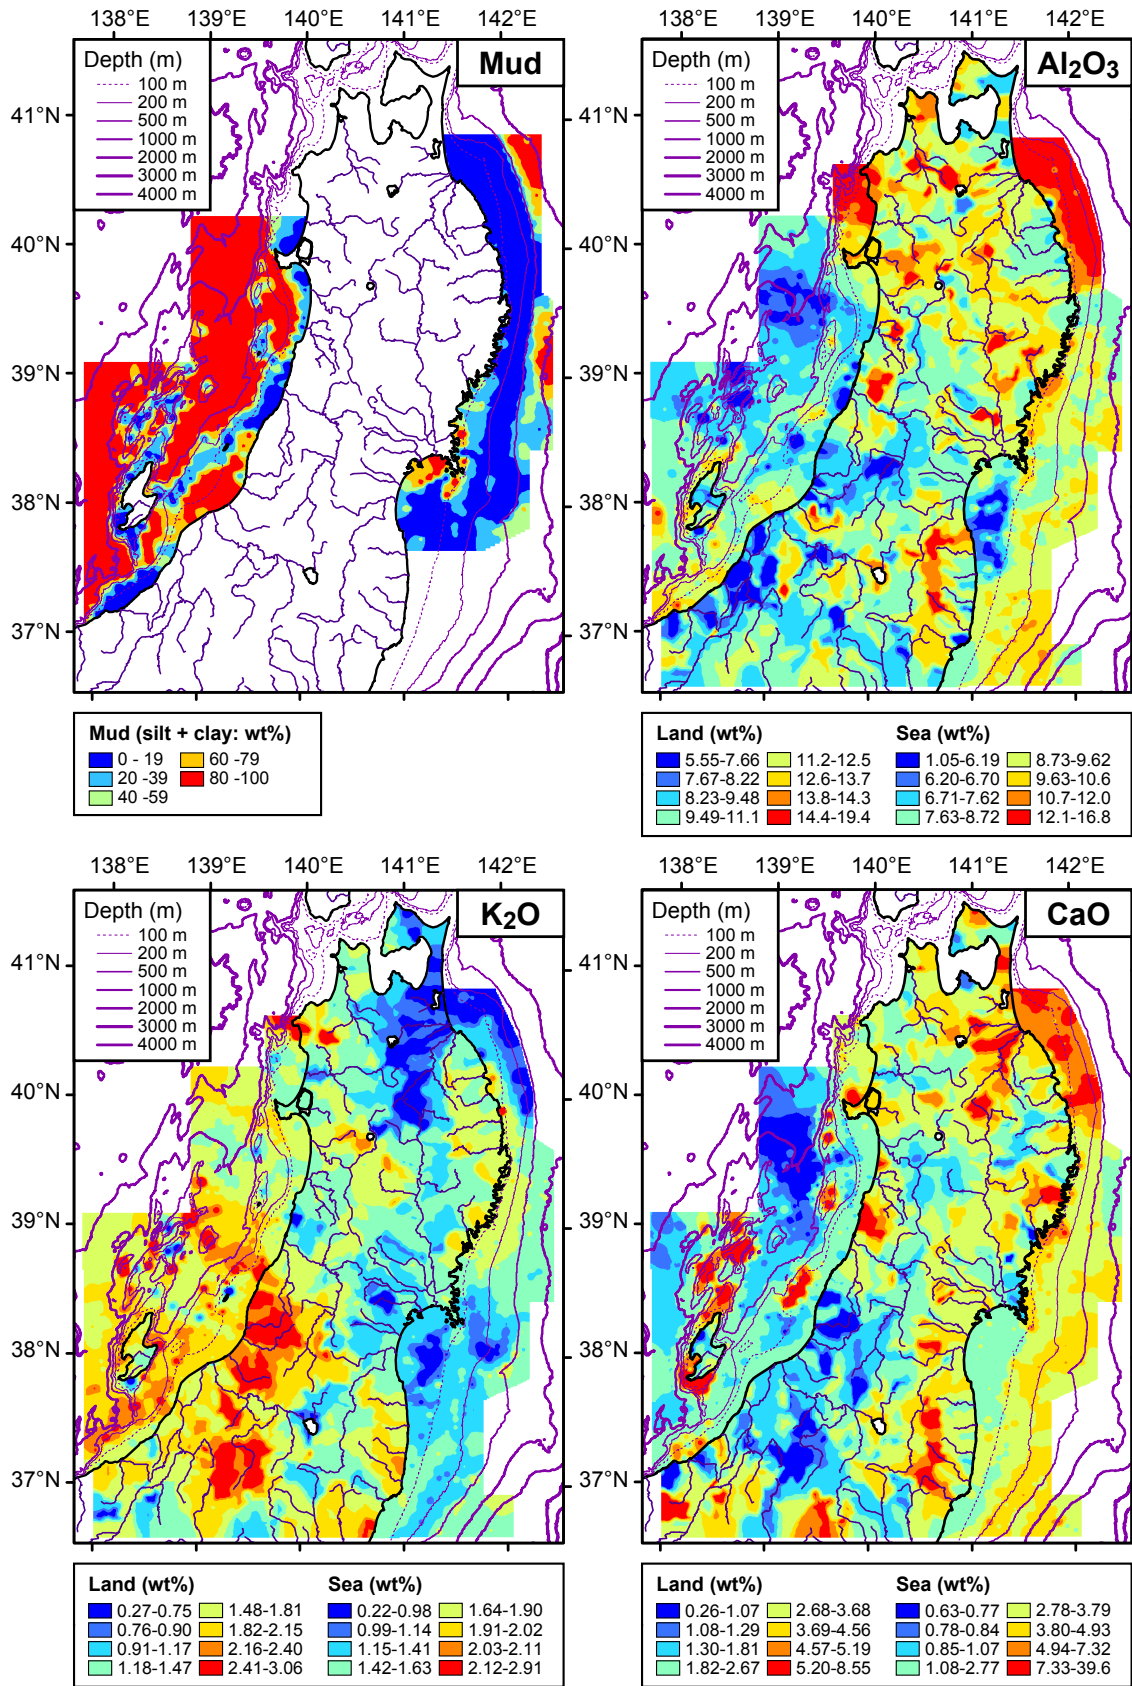 138°E 139°E 140°E 141°E 142°E
Depth (m)
100 m
200 m
500 m
1000 m
2000 m
3000 m
4000 m
Mud
41°N
40°N
39°N
38°N
37°N
Mud (silt + clay: wt%)
0 - 19 60 -79
20 -39 80 -100
40 -59
138°E 139°E 140°E 141°E 142°E
Depth (m)
100 m
200 m
500 m
1000 m
2000 m
3000 m
4000 m
Al₂O₃
41°N
40°N
39°N
38°N
37°N
Land (wt%) Sea (wt%)
5.55-7.66 11.2-12.5 1.05-6.19 8.73-9.62
7.67-8.22 12.6-13.7 6.20-6.70 9.63-10.6
8.23-9.48 13.8-14.3 6.71-7.62 10.7-12.0
9.49-11.1 14.4-19.4 7.63-8.72 12.1-16.8
138°E 139°E 140°E 141°E 142°E
Depth (m)
100 m
200 m
500 m
1000 m
2000 m
3000 m
4000 m
K₂O
41°N
40°N
39°N
38°N
37°N
Land (wt%) Sea (wt%)
0.27-0.75 1.48-1.81 0.22-0.98 1.64-1.90
0.76-0.90 1.82-2.15 0.99-1.14 1.91-2.02
0.91-1.17 2.16-2.40 1.15-1.41 2.03-2.11
1.18-1.47 2.41-3.06 1.42-1.63 2.12-2.91
138°E 139°E 140°E 141°E 142°E
Depth (m)
100 m
200 m
500 m
1000 m
2000 m
3000 m
4000 m
CaO
41°N
40°N
39°N
38°N
37°N
Land (wt%) Sea (wt%)
0.26-1.07 2.68-3.68 0.63-0.77 2.78-3.79
1.08-1.29 3.69-4.56 0.78-0.84 3.80-4.93
1.30-1.81 4.57-5.19 0.85-1.07 4.94-7.32
1.82-2.67 5.20-8.55 1.08-2.77 7.33-39.6